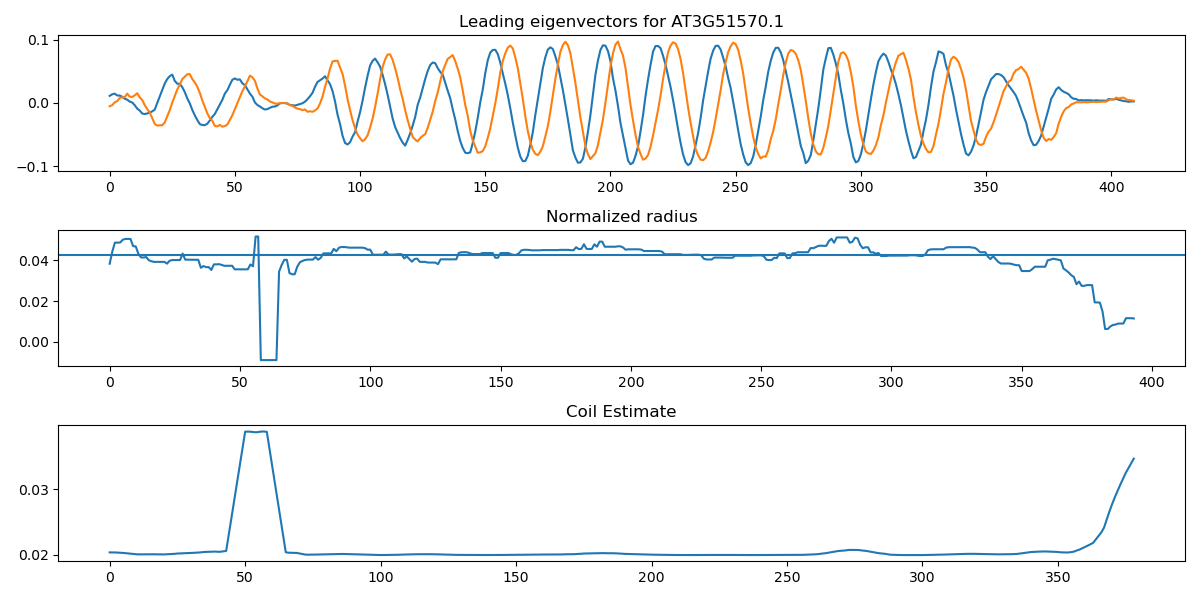 Leading eigenvectors for AT3G51570.1
0.1
0.0
−0.1
0 50 100 150 200 250 300 350 400
Normalized radius
0.04
0.02
0.00
0 50 100 150 200 250 300 350 400
Coil Estimate
0.03
0.02
0 50 100 150 200 250 300 350